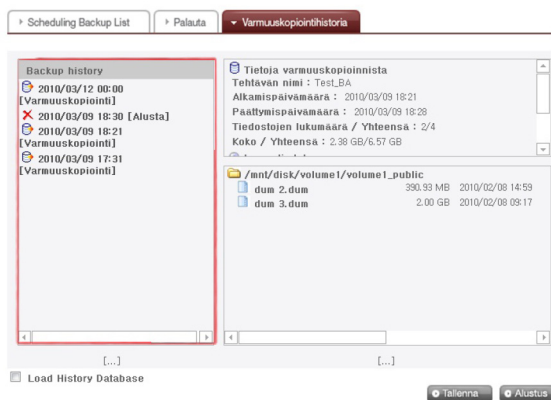 Scheduling Backup List
Palauta
Varmuuskopiointihistoria
Backup history
2010/03/12 00:00
[Varmuuskopiointi]
2010/03/09 18:30 [Alusta]
2010/03/09 18:21
[Varmuuskopiointi]
2010/03/09 17:31
[Varmuuskopiointi]
Tietoja varmuuskopioinnista
Tehtävän nimi : Test_BA
Alkamispäivämäärä : 2010/03/09 18:21
Päättymispäivämäärä : 2010/03/09 18:28
Tiedostojen lukumäärä / Yhteensä : 2/4
Koko / Yhteensä : 2.38 GB/6.57 GB
/mnt/disk/volume1/volume1_public
dum 2.dum 390.93 MB 2010/02/08 14:59
dum 3.dum 2.00 GB 2010/02/08 09:17
[...]
[...]
Load History Database
Tallenna
Alustus